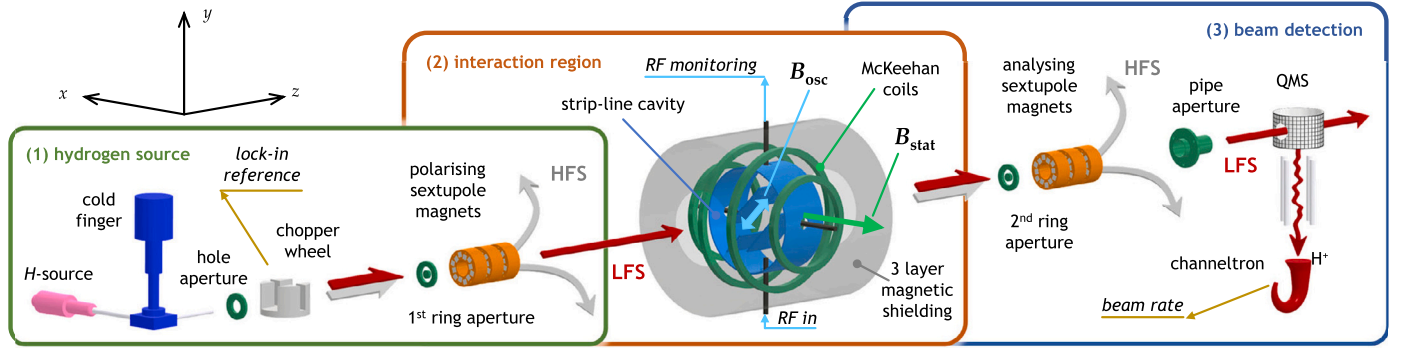 y
x
z
(1) hydrogen source
lock-in
reference
cold
finger
hole
aperture
chopper
wheel
H-source
polarising
sextupole
magnets
HFS
1st ring aperture
LFS
(2) interaction region
RF monitoring
Bosc
McKeehan
coils
strip-line cavity
Bstat
3 layer
magnetic
shielding
RF in
(3) beam detection
analysing
sextupole
magnets
HFS
pipe
aperture
QMS
LFS
2nd ring
aperture
channeltron
H+
beam rate